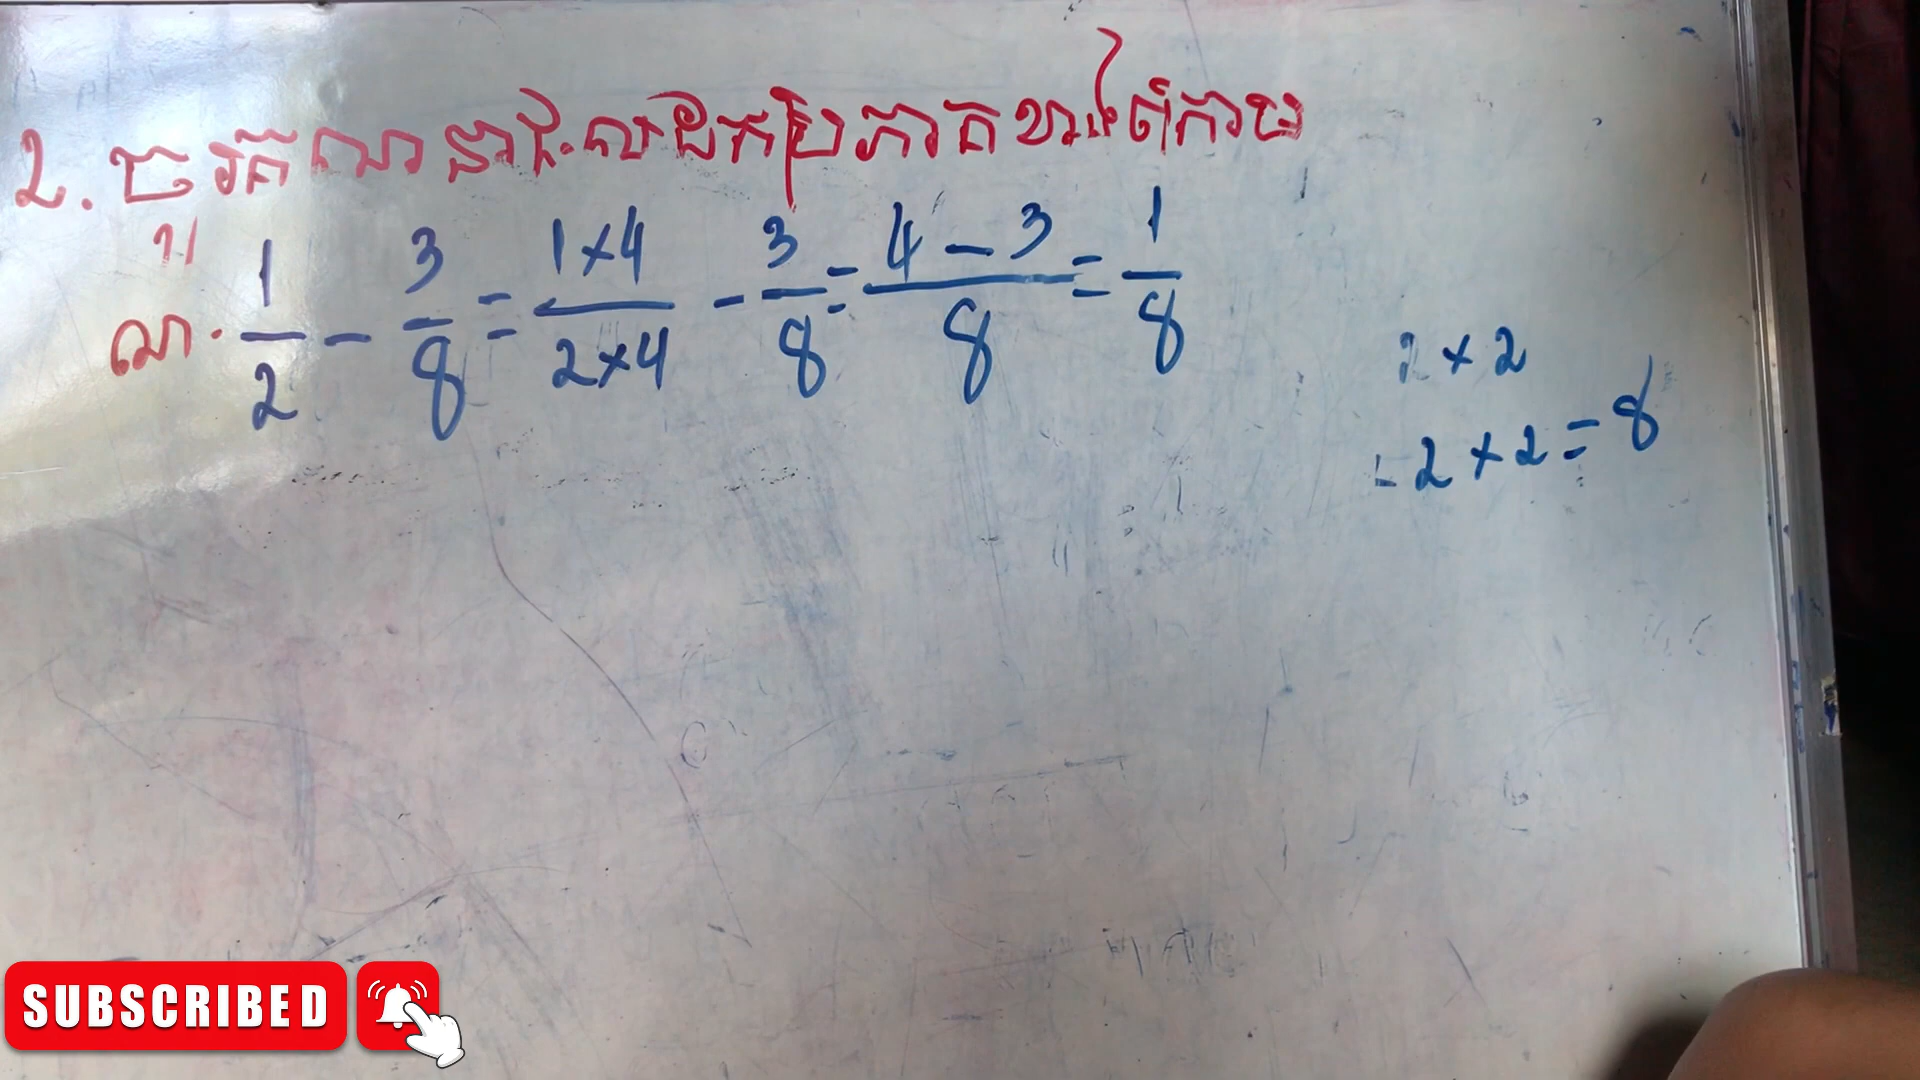 2. ចូរគណនាផលដកប្រភាគខាងក្រោម
ណ. 1/2 - 3/8 = 1×4/2×4 - 3/8 = 4 - 3/8 = 1/8
2 × 2
2 × 2 = 8
SUBSCRIBED